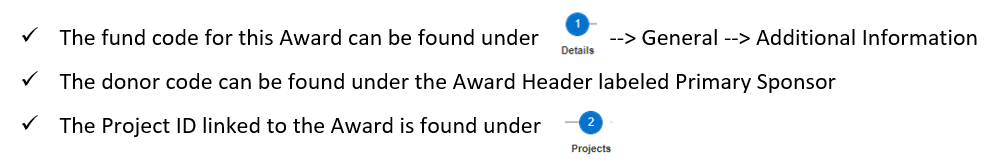 ✓ The fund code for this Award can be found under 1 Details --> General --> Additional Information
✓ The donor code can be found under the Award Header labeled Primary Sponsor
✓ The Project ID linked to the Award is found under 2 Projects